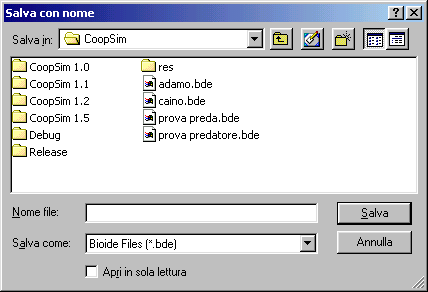 Salva con nome
Salva in: CoopSim
CoopSim 1.0
CoopSim 1.1
CoopSim 1.2
CoopSim 1.5
Debug
Release
res
adamo.bde
caino.bde
prova preda.bde
prova predatore.bde
Nome file:
Salva
Salva come: Bioide Files (*.bde)
Annulla
Apri in sola lettura